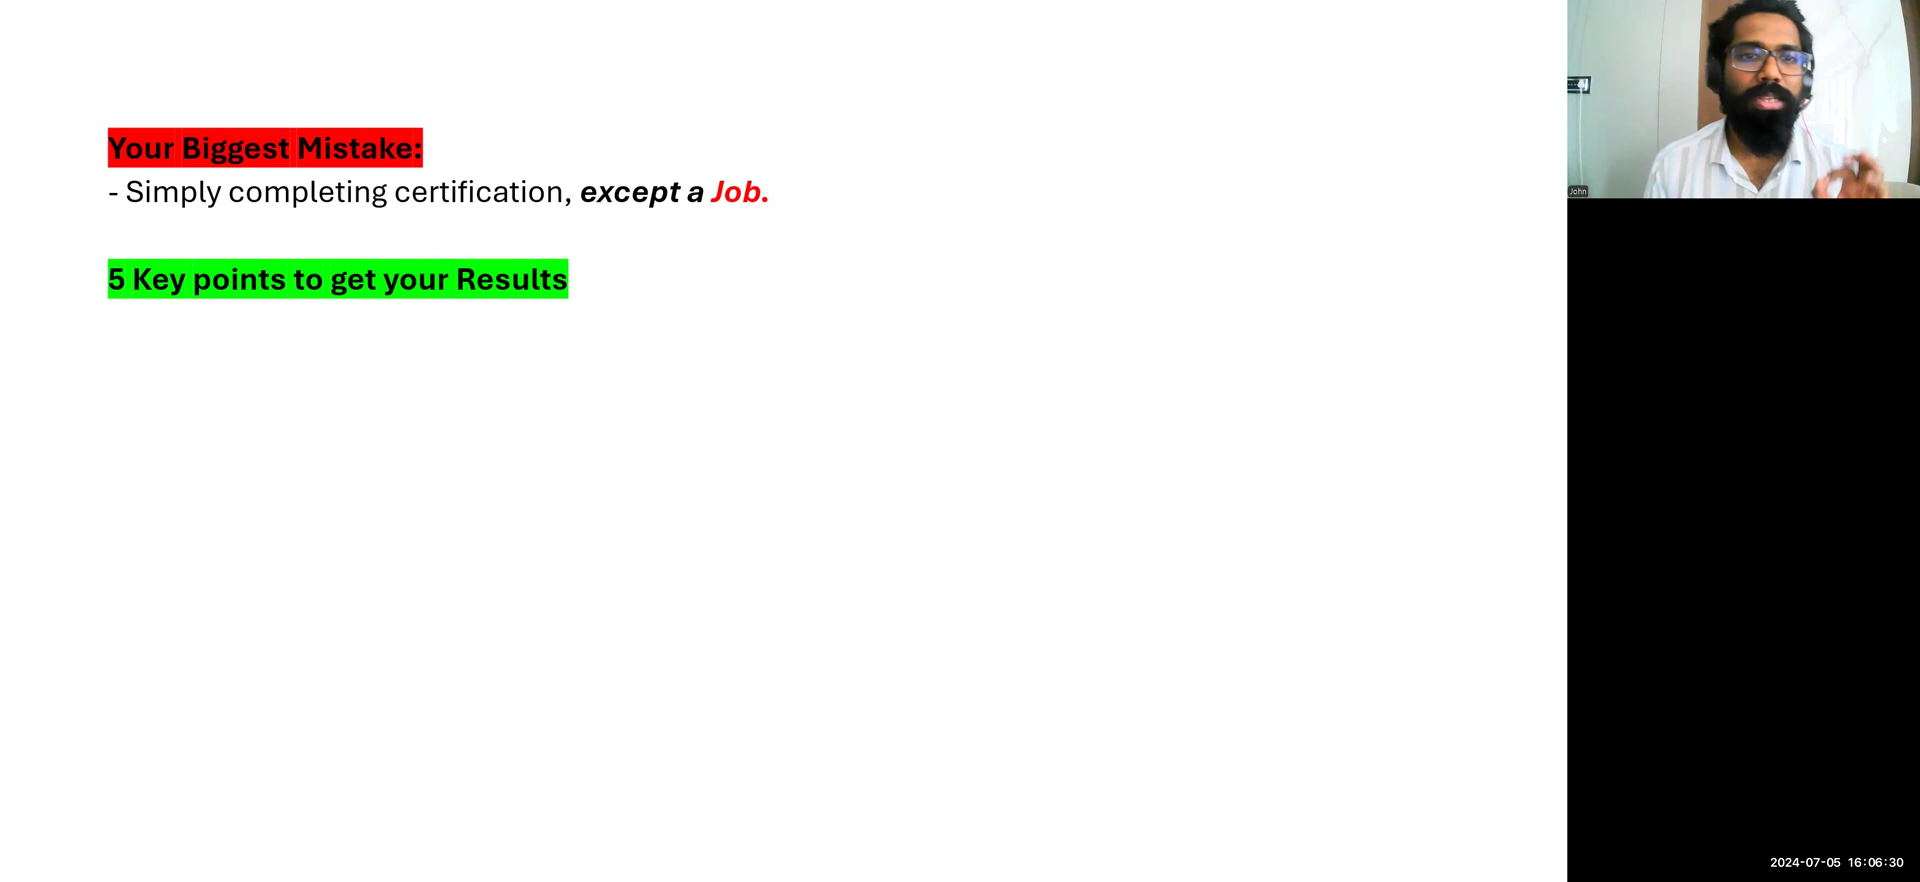 Your Biggest Mistake:
- Simply completing certification, except a Job.
5 Key points to get your Results
John
2024-07-05 16:06:30